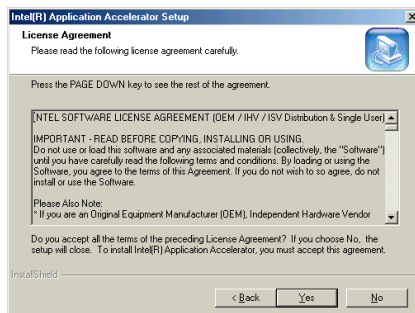 Intel(R) Application Accelerator Setup
License Agreement
Please read the following license agreement carefully.
Press the PAGE DOWN key to see the rest of the agreement.
INTEL SOFTWARE LICENSE AGREEMENT (OEM / IHV / ISV Distribution & Single User)
IMPORTANT - READ BEFORE COPYING, INSTALLING OR USING.
Do not use or load this software and any associated materials (collectively, the "Software")
until you have carefully read the following terms and conditions. By loading or using the
Software, you agree to the terms of this Agreement. If you do not wish to so agree, do not
install or use the Software.
Please Also Note:
* If you are an Original Equipment Manufacturer (OEM), Independent Hardware Vendor
Do you accept all the terms of the preceding License Agreement? If you choose No, the
setup will close. To install Intel(R) Application Accelerator, you must accept this agreement.
InstallShield
< Back
Yes
No